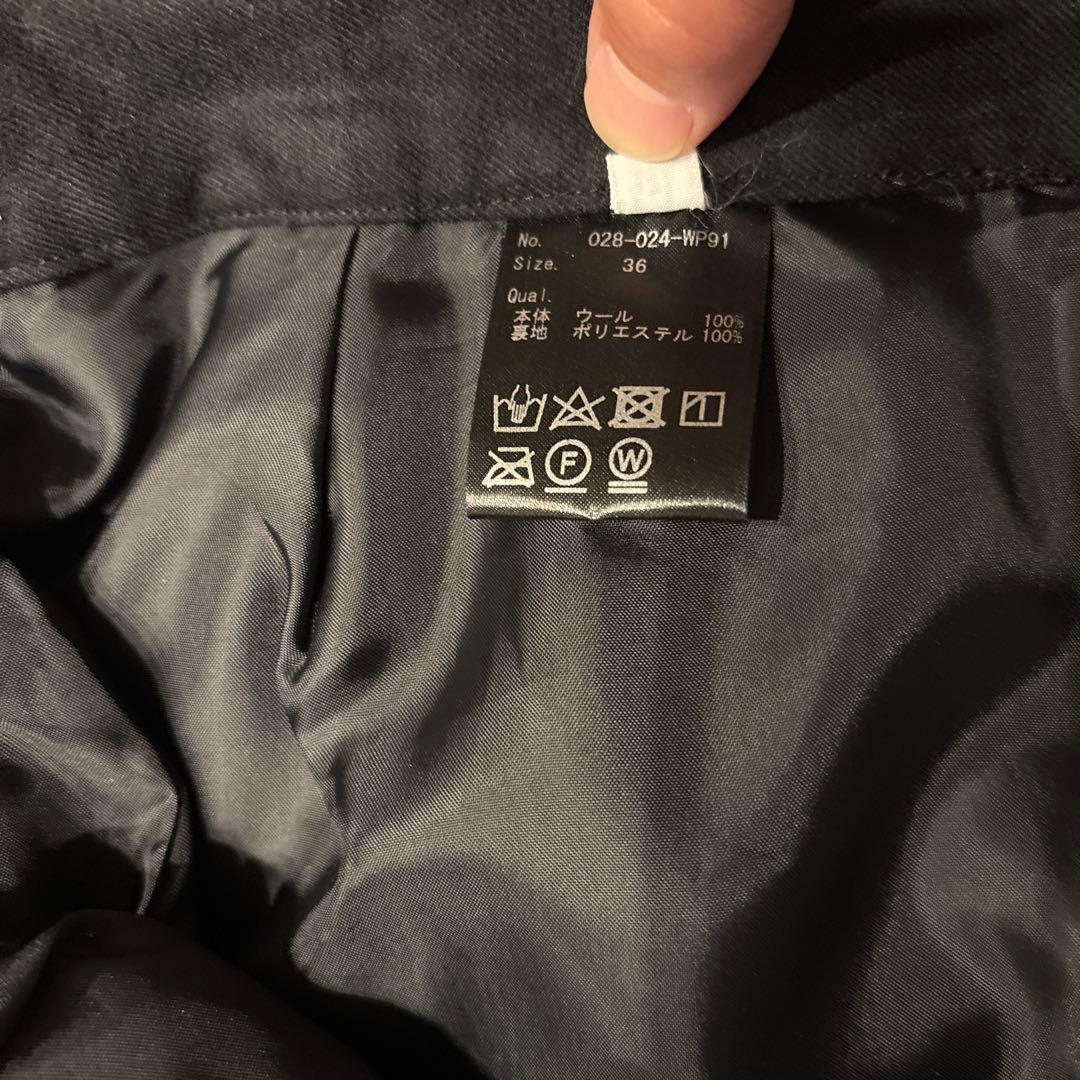 No. 028-024-WP91
Size. 36
Qual.
本体 ウール 100%
裏地 ポリエステル 100%
F W